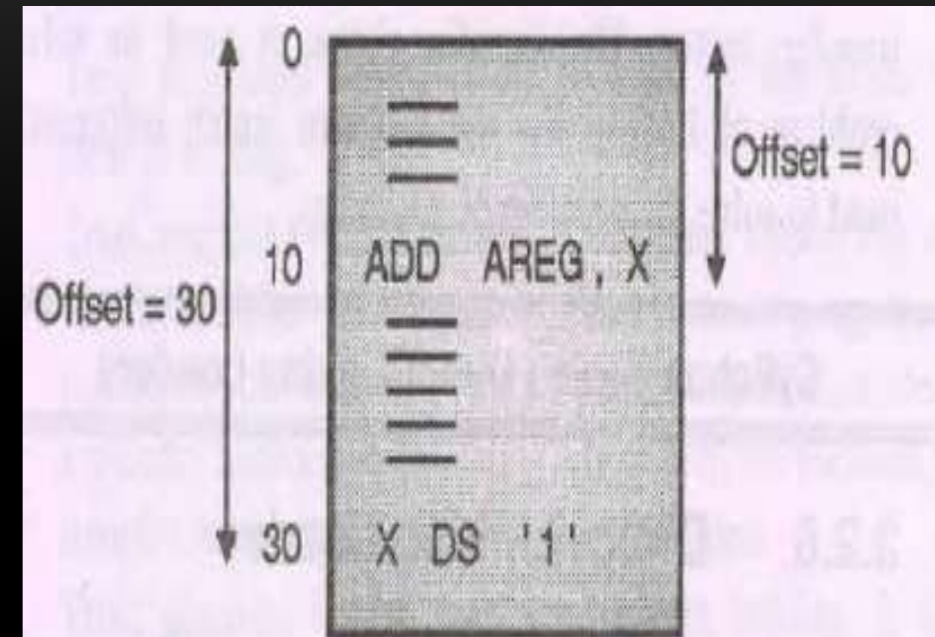 0
Offset = 10
10 ADD AREG, X
Offset = 30
30 X DS '1'